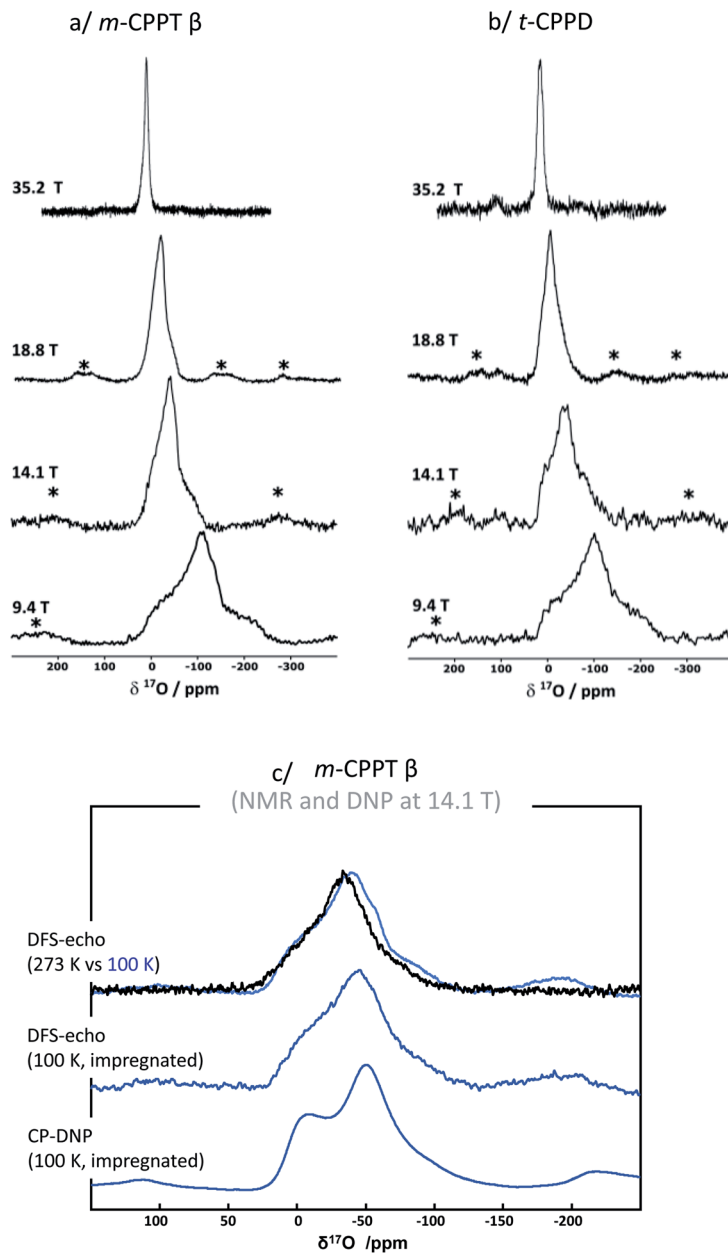 a/ m-CPPT β
b/ t-CPPD
35.2 T
35.2 T
18.8 T
* * *
18.8 T
* * *
14.1 T
* *
14.1 T
* *
9.4 T
*
9.4 T
*
200 100 0 -100 -200 -300
200 100 0 -100 -200 -300
δ ¹⁷O / ppm
δ ¹⁷O / ppm
c/ m-CPPT β
(NMR and DNP at 14.1 T)
DFS-echo
(273 K vs 100 K)
DFS-echo
(100 K, impregnated)
CP-DNP
(100 K, impregnated)
100 50 0 -50 -100 -150 -200
δ¹⁷O /ppm